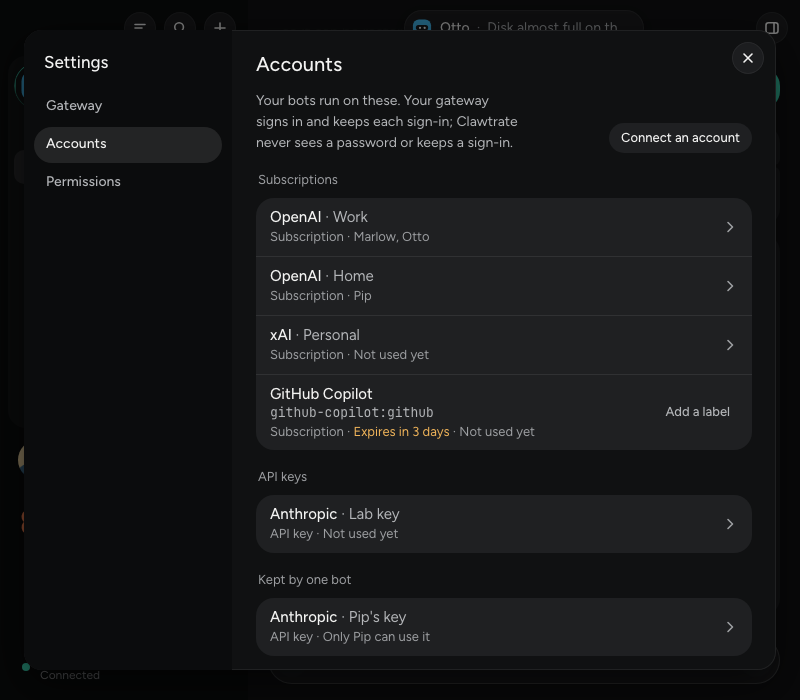 Otto · Disk almost full on th
Settings
Gateway
Accounts
Permissions
Accounts
Your bots run on these. Your gateway
signs in and keeps each sign-in; Clawtrate
never sees a password or keeps a sign-in.
Connect an account
Subscriptions
OpenAI · Work
Subscription · Marlow, Otto
OpenAI · Home
Subscription · Pip
xAI · Personal
Subscription · Not used yet
GitHub Copilot
github-copilot:github
Subscription · Expires in 3 days · Not used yet
Add a label
API keys
Anthropic · Lab key
API key · Not used yet
Kept by one bot
Anthropic · Pip's key
API key · Only Pip can use it
Connected